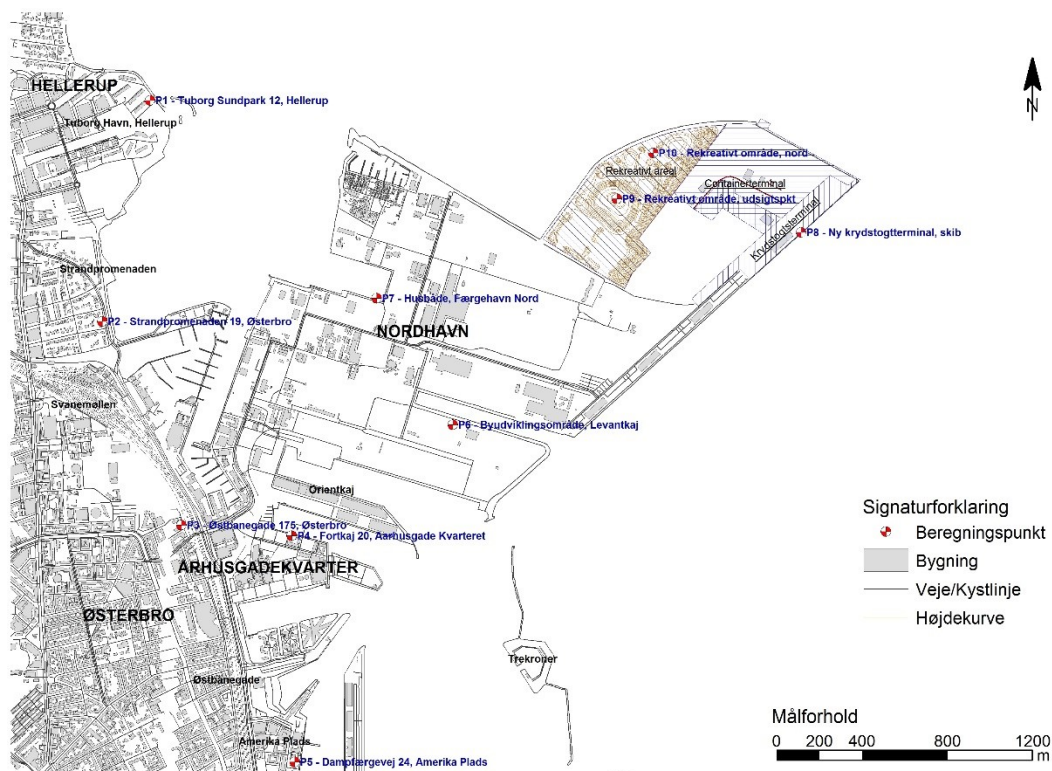 HELLERUP
P1 - Tuborg Sundpark 12, Hellerup
Tuborg Havn, Hellerup
N
P10 - Rekreativt område, nord
Rekreativt areal
Containerterminal
P9 - Rekreativt område, udsigtspkt
Krydstogtsterminal
P8 - Ny krydstogtterminal, skib
Strandpromenaden
P7 - Husbåde, Færgehavn Nord
P2 - Strandpromenaden 19, Østerbro
NORDHAVN
Svanemøllen
P6 - Byudviklingsområde, Levantkaj
Orientkaj
P3 - Østbanegade 175, Østerbro
P4 - Fortkaj 20, Aarhusgade Kvarteret
ÅRHUSGADEKVARTER
ØSTERBRO
Trekroner
Østbanegade
Amerika Plads
P5 - Dampfærgevej 24, Amerika Plads
Signaturforklaring
Beregningspunkt
Bygning
Veje/Kystlinje
Højdekurve
Målforhold
0 200 400 800 1200
m